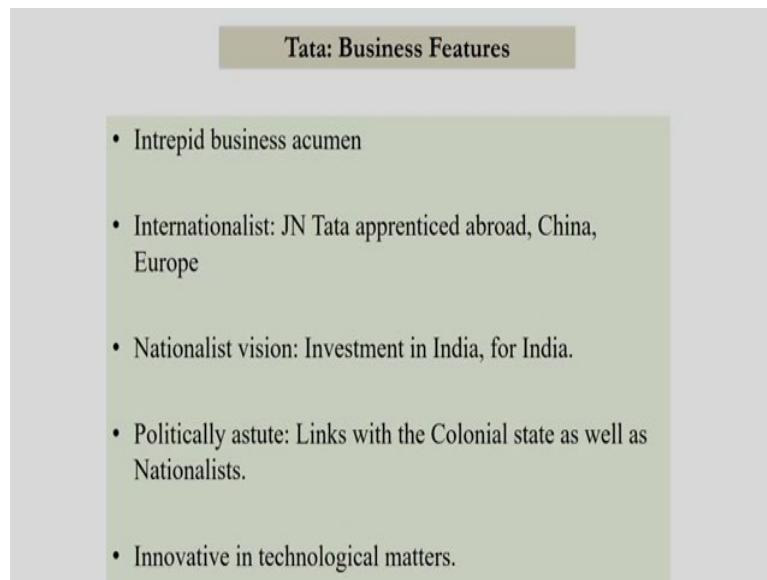 Tata: Business Features
• Intrepid business acumen
• Internationalist: JN Tata apprenticed abroad, China,
Europe
• Nationalist vision: Investment in India, for India.
• Politically astute: Links with the Colonial state as well as
Nationalists.
• Innovative in technological matters.